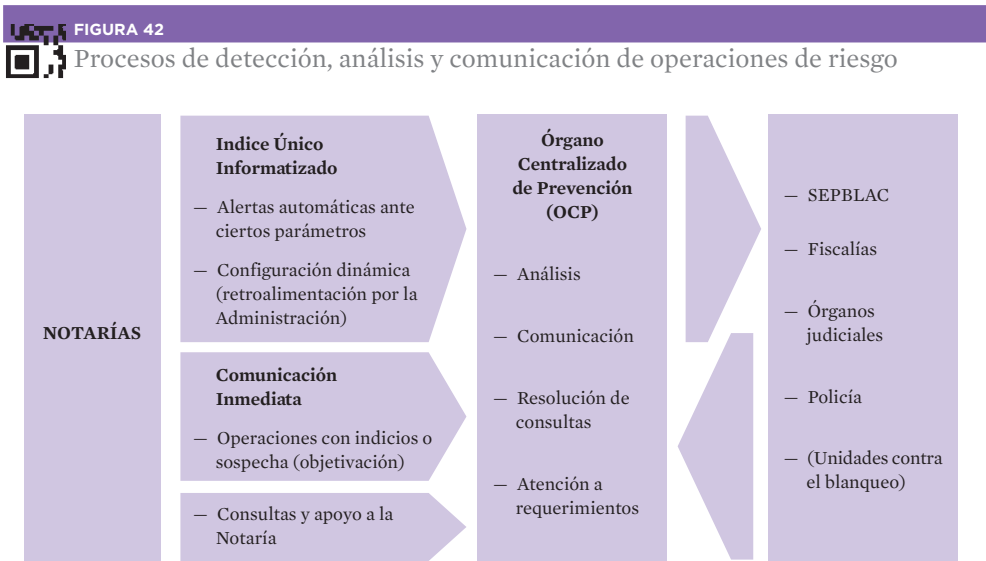 FIGURA 42
Procesos de detección, análisis y comunicación de operaciones de riesgo
NOTARÍAS
Indice Único
Informatizado
— Alertas automáticas ante
ciertos parámetros
— Configuración dinámica
(retroalimentación por la
Administración)
Comunicación
Inmediata
— Operaciones con indicios o
sospecha (objetivación)
— Consultas y apoyo a la
Notaría
Órgano
Centralizado
de Prevención
(OCP)
— Análisis
— Comunicación
— Resolución de
consultas
— Atención a
requerimientos
— SEPBLAC
— Fiscalías
— Órganos
judiciales
— Policía
— (Unidades contra
el blanqueo)